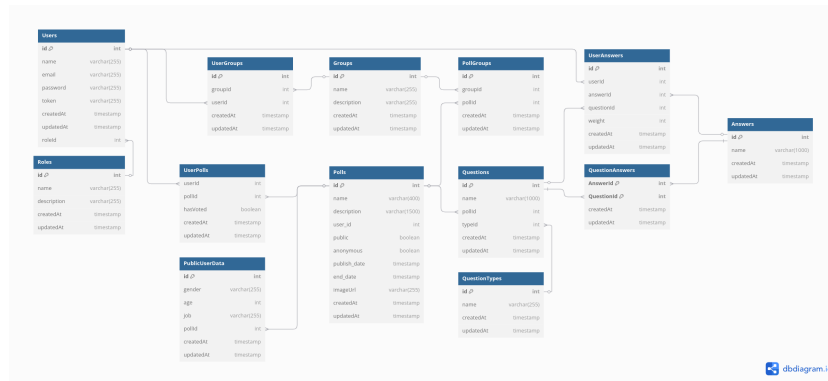 Users
id int
name varchar(255)
email varchar(255)
password varchar(255)
token varchar(255)
createdAt timestamp
updatedAt timestamp
roleId int
Roles
id int
name varchar(255)
description varchar(255)
createdAt timestamp
updatedAt timestamp
UserGroups
id int
groupId int
userId int
createdAt timestamp
updatedAt timestamp
UserPolls
userId int
pollId int
hasVoted boolean
createdAt timestamp
updatedAt timestamp
PublicUserData
id int
gender varchar(255)
age int
job varchar(255)
pollId int
createdAt timestamp
updatedAt timestamp
Groups
id int
name varchar(255)
description varchar(255)
createdAt timestamp
updatedAt timestamp
Polls
id int
name varchar(400)
description varchar(1500)
user_id int
public boolean
anonymous boolean
publish_date timestamp
end_date timestamp
imageUrl varchar(255)
createdAt timestamp
updatedAt timestamp
PollGroups
id int
groupId int
pollId int
createdAt timestamp
updatedAt timestamp
Questions
id int
name varchar(1000)
pollId int
typeId int
createdAt timestamp
updatedAt timestamp
QuestionTypes
id int
name varchar(255)
createdAt timestamp
updatedAt timestamp
UserAnswers
id int
userId int
answerId int
questionId int
weight int
createdAt timestamp
updatedAt timestamp
QuestionAnswers
AnswerId int
QuestionId int
createdAt timestamp
updatedAt timestamp
Answers
id int
name varchar(1000)
createdAt timestamp
updatedAt timestamp
dbdiagram.i